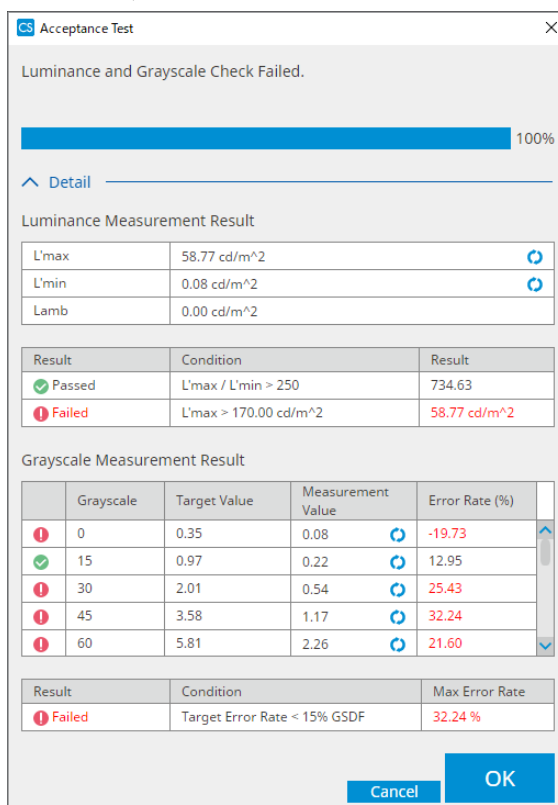 CS Acceptance Test
Luminance and Grayscale Check Failed.
100%
Detail
Luminance Measurement Result
L'max 58.77 cd/m^2
L'min 0.08 cd/m^2
Lamb 0.00 cd/m^2
Result Condition Result
Passed L'max / L'min > 250 734.63
Failed L'max > 170.00 cd/m^2 58.77 cd/m^2
Grayscale Measurement Result
Grayscale Target Value Measurement Value Error Rate (%)
0 0.35 0.08 -19.73
15 0.97 0.22 12.95
30 2.01 0.54 25.43
45 3.58 1.17 32.24
60 5.81 2.26 21.60
Result Condition Max Error Rate
Failed Target Error Rate < 15% GSDF 32.24 %
Cancel OK